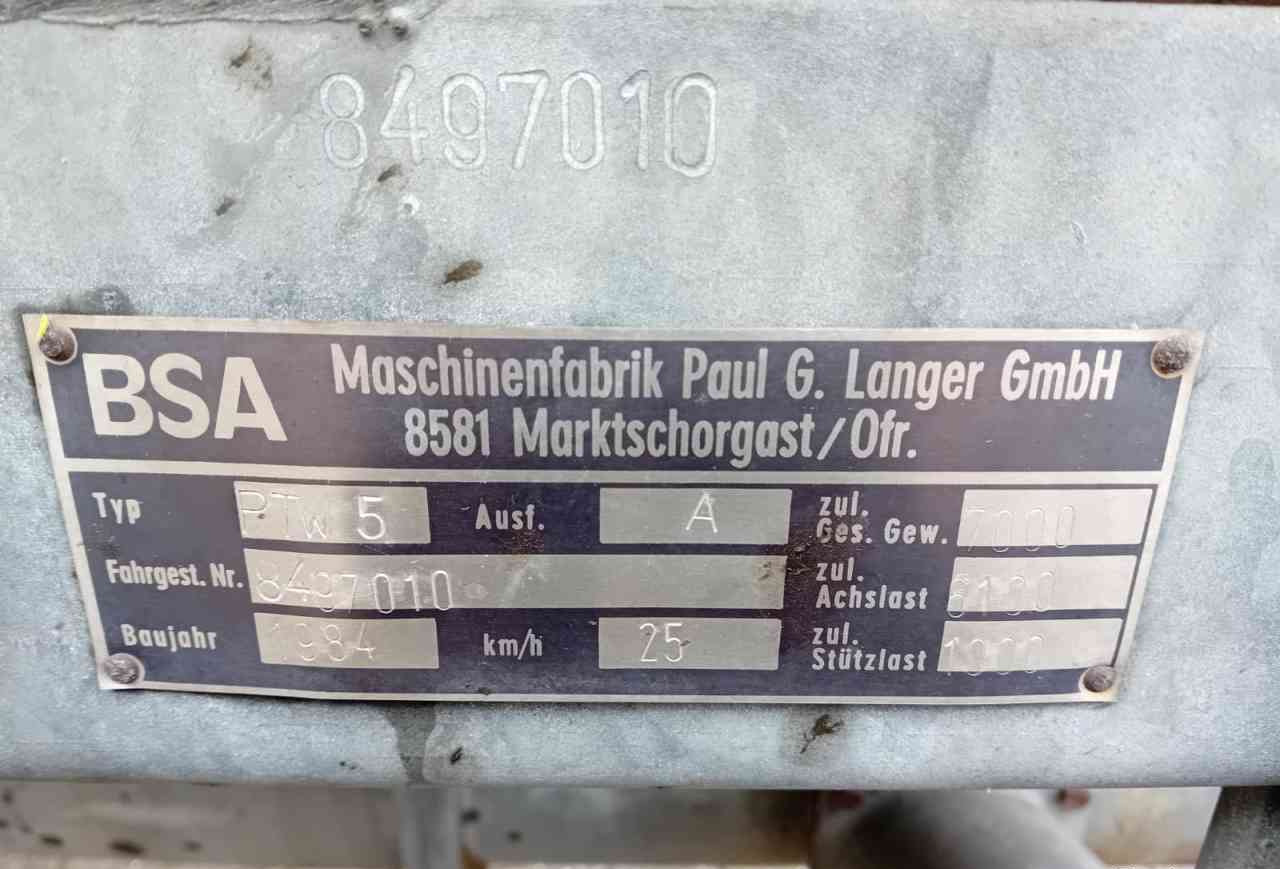 8497010
BSA Maschinenfabrik Paul G. Langer GmbH
8581 Marktschorgast/Ofr.
Typ PTW 5 Ausf. A zul. Ges. Gew. 7000
Fahrgest. Nr. 8497010 zul. Achslast 6100
Baujahr 1984 km/h 25 zul. Stützlast 1000